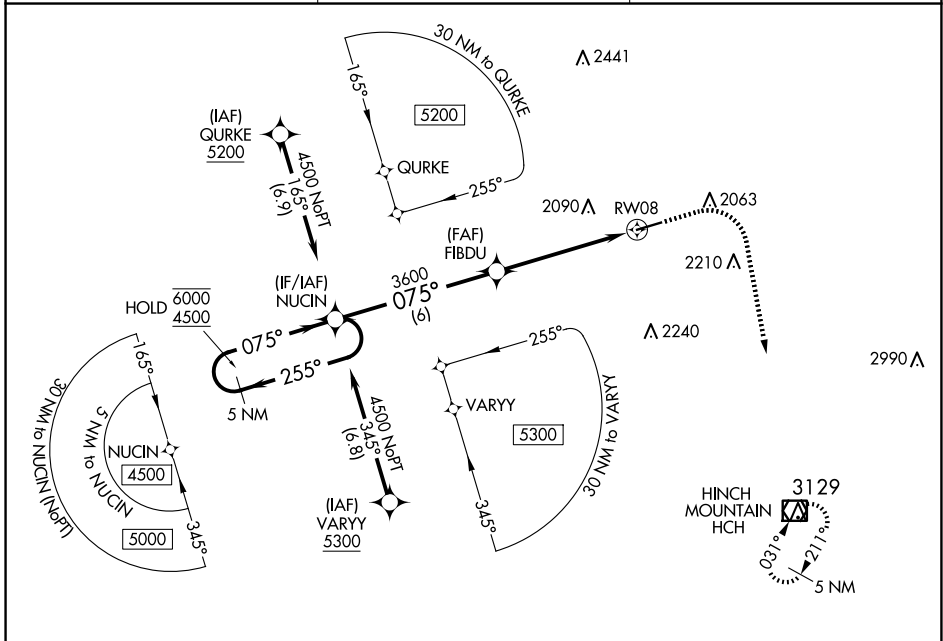 30 NM to QURKE
165°
5200
QURKE
255°
2441
(IAF)
QURKE
5200
4500 NoPT
165°
(6.9)
2090
RW08
2063
2210
(FAF)
FIBDU
(IF/IAF)
NUCIN
3600
075°
(6)
HOLD
6000
4500
075°
255°
5 NM
2240
2990
165°
30 NM to NUCIN (NoPT)
5 NM to NUCIN
NUCIN
4500
5000
345°
4500 NoPT
345°
(6.8)
(IAF)
VARYY
5300
255°
VARYY
5300
30 NM to VARYY
345°
HINCH
MOUNTAIN
HCH
3129
031°
211°
5 NM